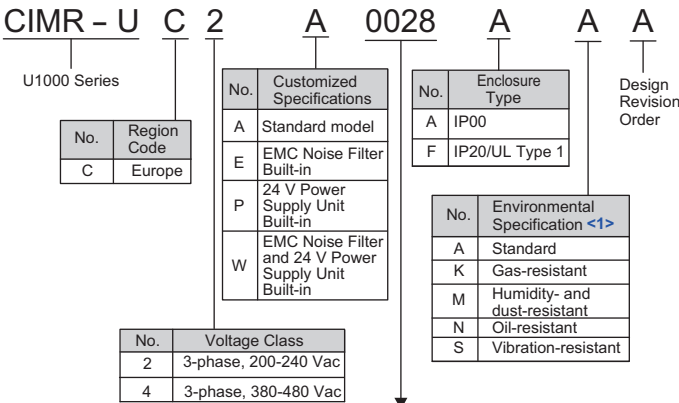 CIMR - U C 2 A 0028 A A A
U1000 Series
No. Region Code
C Europe
No. Customized Specifications
A Standard model
E EMC Noise Filter Built-in
P 24 V Power Supply Unit Built-in
W EMC Noise Filter and 24 V Power Supply Unit Built-in
No. Enclosure Type
A IP00
F IP20/UL Type 1
Design
Revision
Order
No. Environmental Specification <1>
A Standard
K Gas-resistant
M Humidity- and dust-resistant
N Oil-resistant
S Vibration-resistant
No. Voltage Class
2 3-phase, 200-240 Vac
4 3-phase, 380-480 Vac